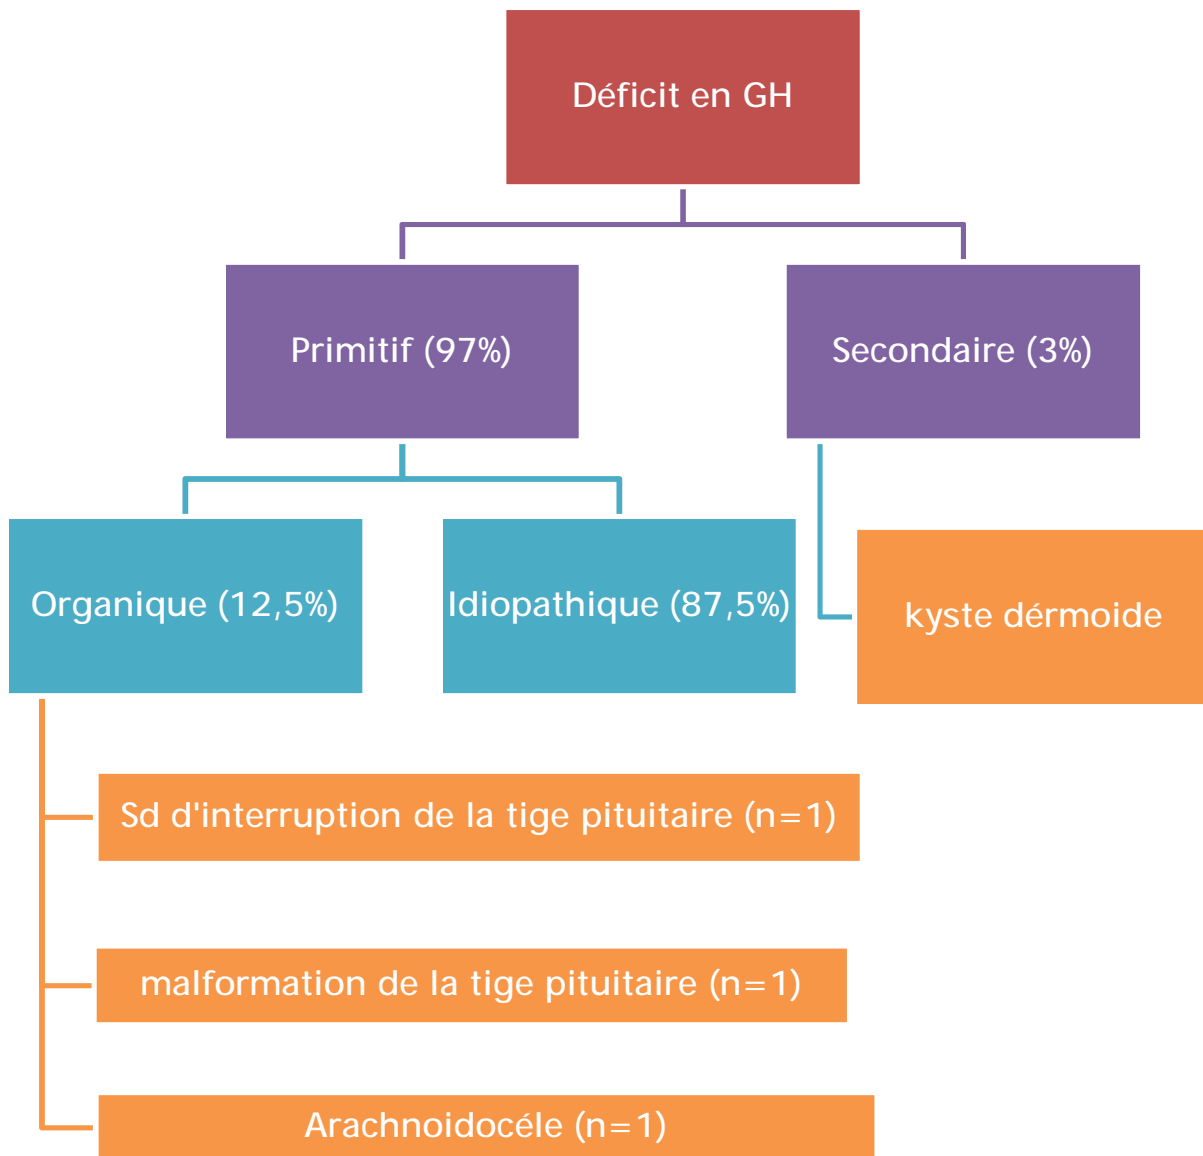 Déficit en GH
Primitif (97%)
Secondaire (3%)
Organique (12,5%)
Idiopathique (87,5%)
kyste dérmoide
Sd d'interruption de la tige pituitaire (n=1)
malformation de la tige pituitaire (n=1)
Arachnoidocéle (n=1)